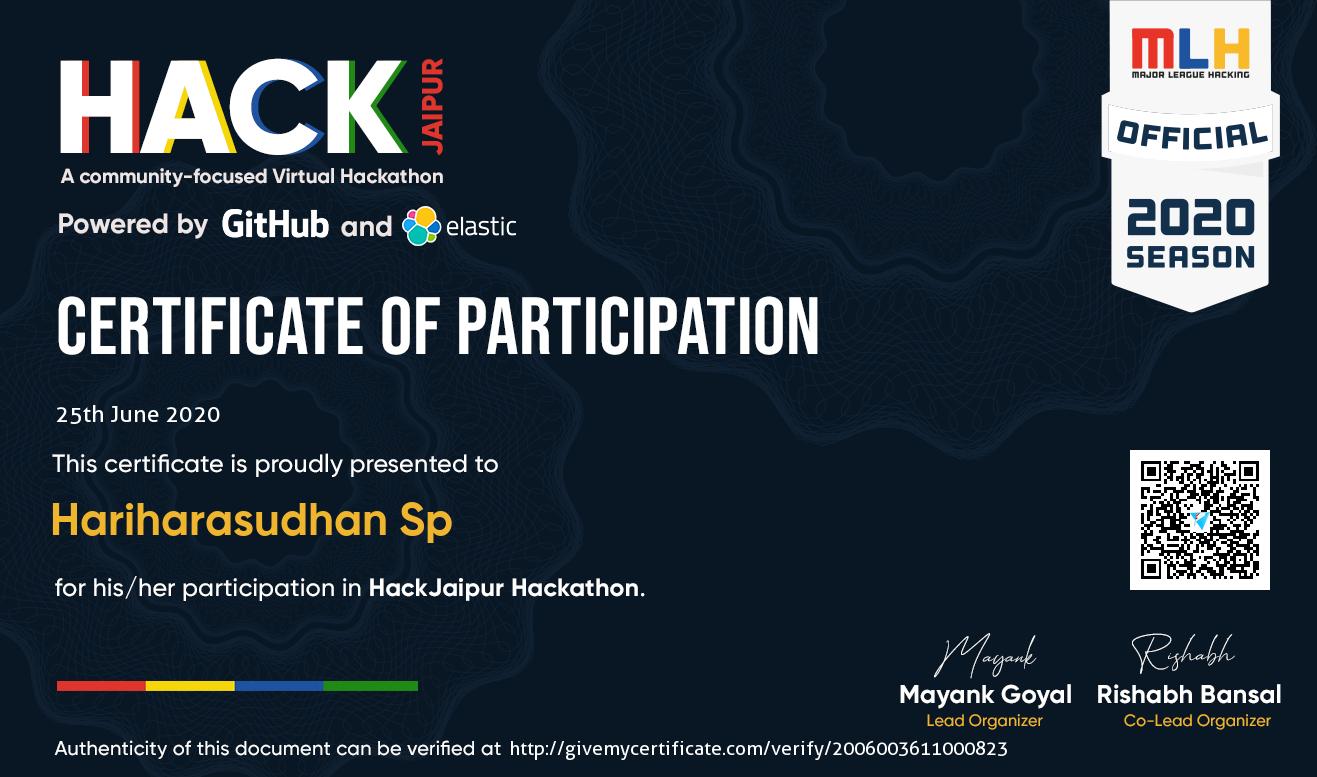 HACK JAIPUR
A community-focused Virtual Hackathon
Powered by GitHub and elastic
MLH
MAJOR LEAGUE HACKING
OFFICIAL
2020
SEASON
CERTIFICATE OF PARTICIPATION
25th June 2020
This certificate is proudly presented to
Hariharasudhan Sp
for his/her participation in HackJaipur Hackathon.
Mayank Rishabh
Mayank Goyal Rishabh Bansal
Lead Organizer Co-Lead Organizer
Authenticity of this document can be verified at http://givemycertificate.com/verify/2006003611000823